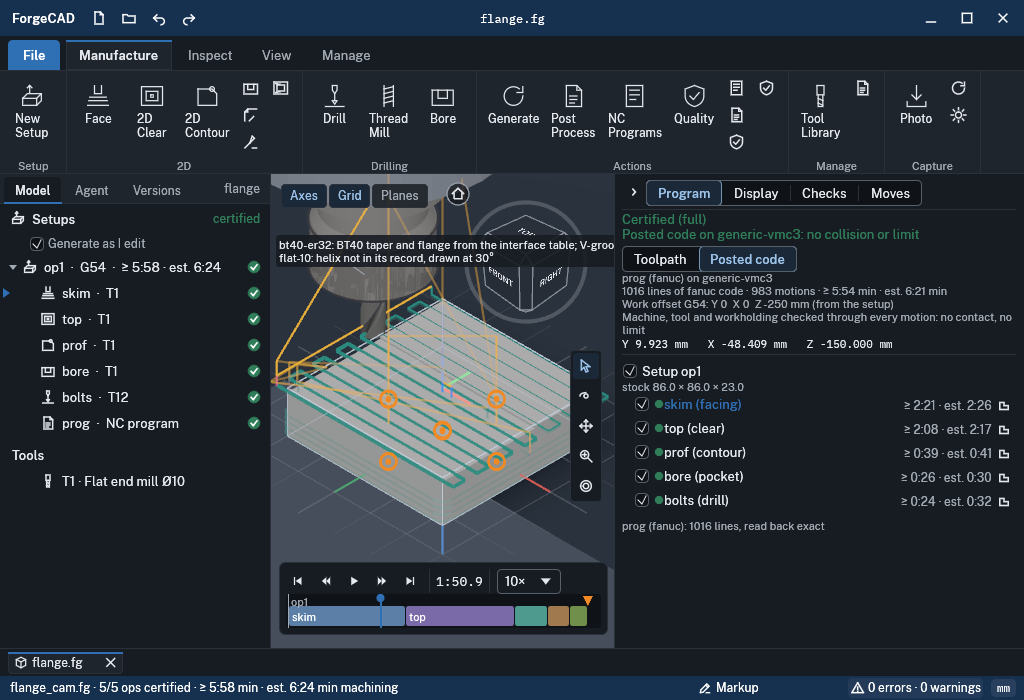 ForgeCAD
flange.fg
File Manufacture Inspect View Manage
New Setup
Face
2D Clear
2D Contour
Drill
Thread Mill
Bore
Generate
Post Process
NC Programs
Quality
Tool Library
Photo
Setup 2D Drilling Actions Manage Capture
Model Agent Versions flange
Setups certified
Generate as I edit
op1 · G54 · ≥ 5:58 · est. 6:24
skim · T1
top · T1
prof · T1
bore · T1
bolts · T12
prog · NC program
Tools
T1 · Flat end mill Ø10
Axes Grid Planes
bt40-er32: BT40 taper and flange from the interface table; V-groo
flat-10: helix not in its record, drawn at 30°
FRONT RIGHT
1:50.9 10×
op1
skim top
Program Display Checks Moves
Certified (full)
Posted code on generic-vmc3: no collision or limit
Toolpath Posted code
prog (fanuc) on generic-vmc3
1016 lines of fanuc code · 983 motions · ≥ 5:54 min · est. 6:21 min
Work offset G54: Y 0 X 0 Z -250 mm (from the setup)
Machine, tool and workholding checked through every motion: no contact, no
limit
Y 9.923 mm X -48.409 mm Z -150.000 mm
Setup op1
stock 86.0 × 86.0 × 23.0
skim (facing) ≥ 2:21 · est. 2:26
top (clear) ≥ 2:08 · est. 2:17
prof (contour) ≥ 0:39 · est. 0:41
bore (pocket) ≥ 0:26 · est. 0:30
bolts (drill) ≥ 0:24 · est. 0:32
prog (fanuc): 1016 lines, read back exact
flange.fg
flange_cam.fg · 5/5 ops certified · ≥ 5:58 min · est. 6:24 min machining
Markup
0 errors · 0 warnings mm